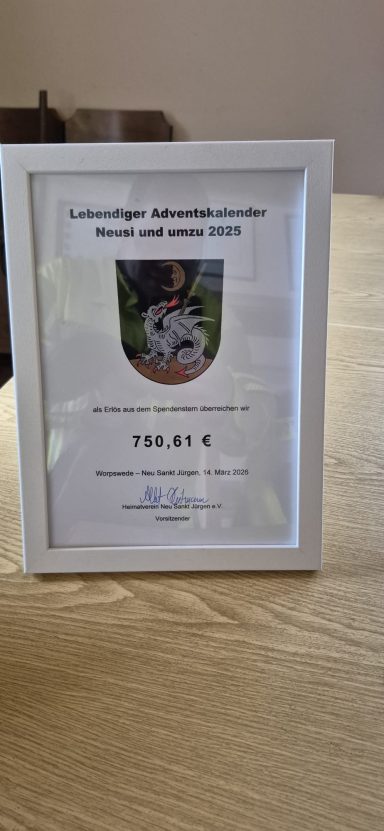 Lebendiger Adventskalender
Neusi und umzu 2025
als Erlös aus dem Spendenstern überreichen wir
750,61 €
Worpswede – Neu Sankt Jürgen, 14. März 2026
Heimatverein Neu Sankt Jürgen e.V.
Vorsitzender